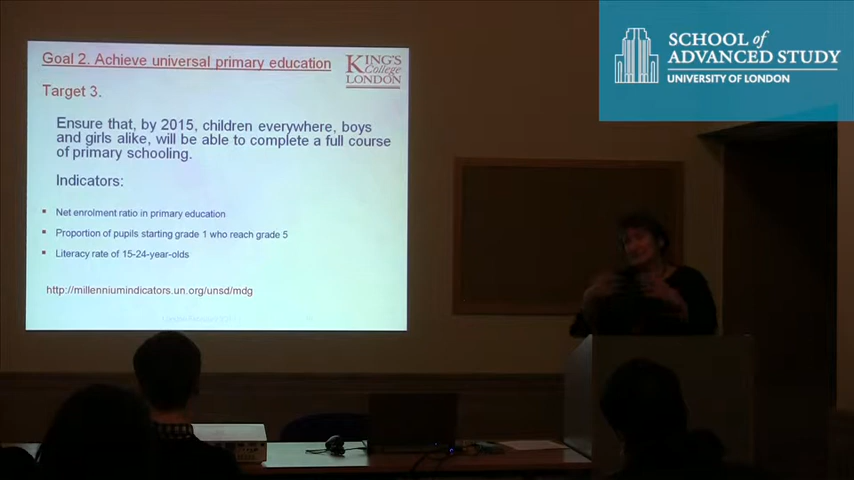 Goal 2. Achieve universal primary education
KING'S
College
LONDON
Target 3.
Ensure that, by 2015, children everywhere, boys
and girls alike, will be able to complete a full course
of primary schooling.
Indicators:
Net enrolment ratio in primary education
Proportion of pupils starting grade 1 who reach grade 5
Literacy rate of 15-24-year-olds
http://millenniumindicators.un.org/unsd/mdg
SCHOOL of
ADVANCED STUDY
UNIVERSITY OF LONDON